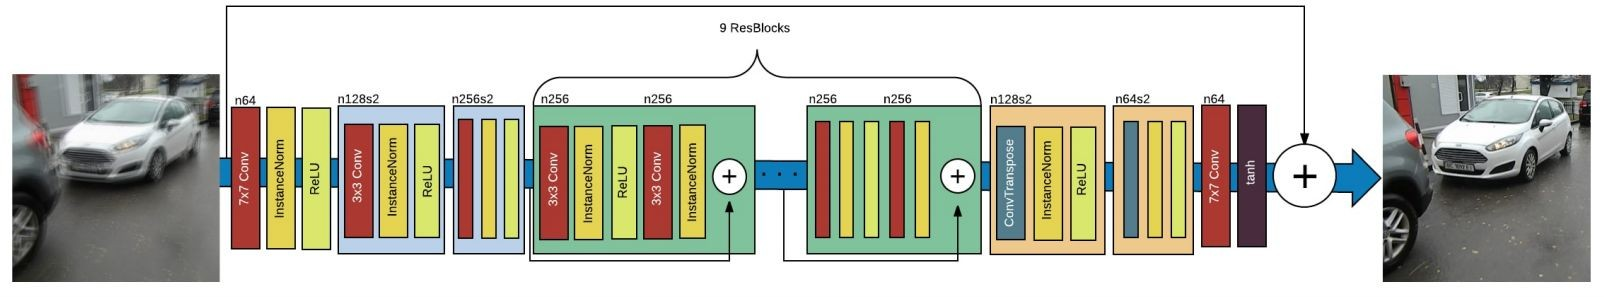 9 ResBlocks
n64
7x7 Conv
InstanceNorm
ReLU
n128s2
3x3 Conv
InstanceNorm
ReLU
n256s2
n256
n256
3x3 Conv
InstanceNorm
ReLU
3x3 Conv
InstanceNorm
+
. . .
n256
n256
+
n128s2
ConvTranspose
InstanceNorm
ReLU
n64s2
n64
7x7 Conv
tanh
+